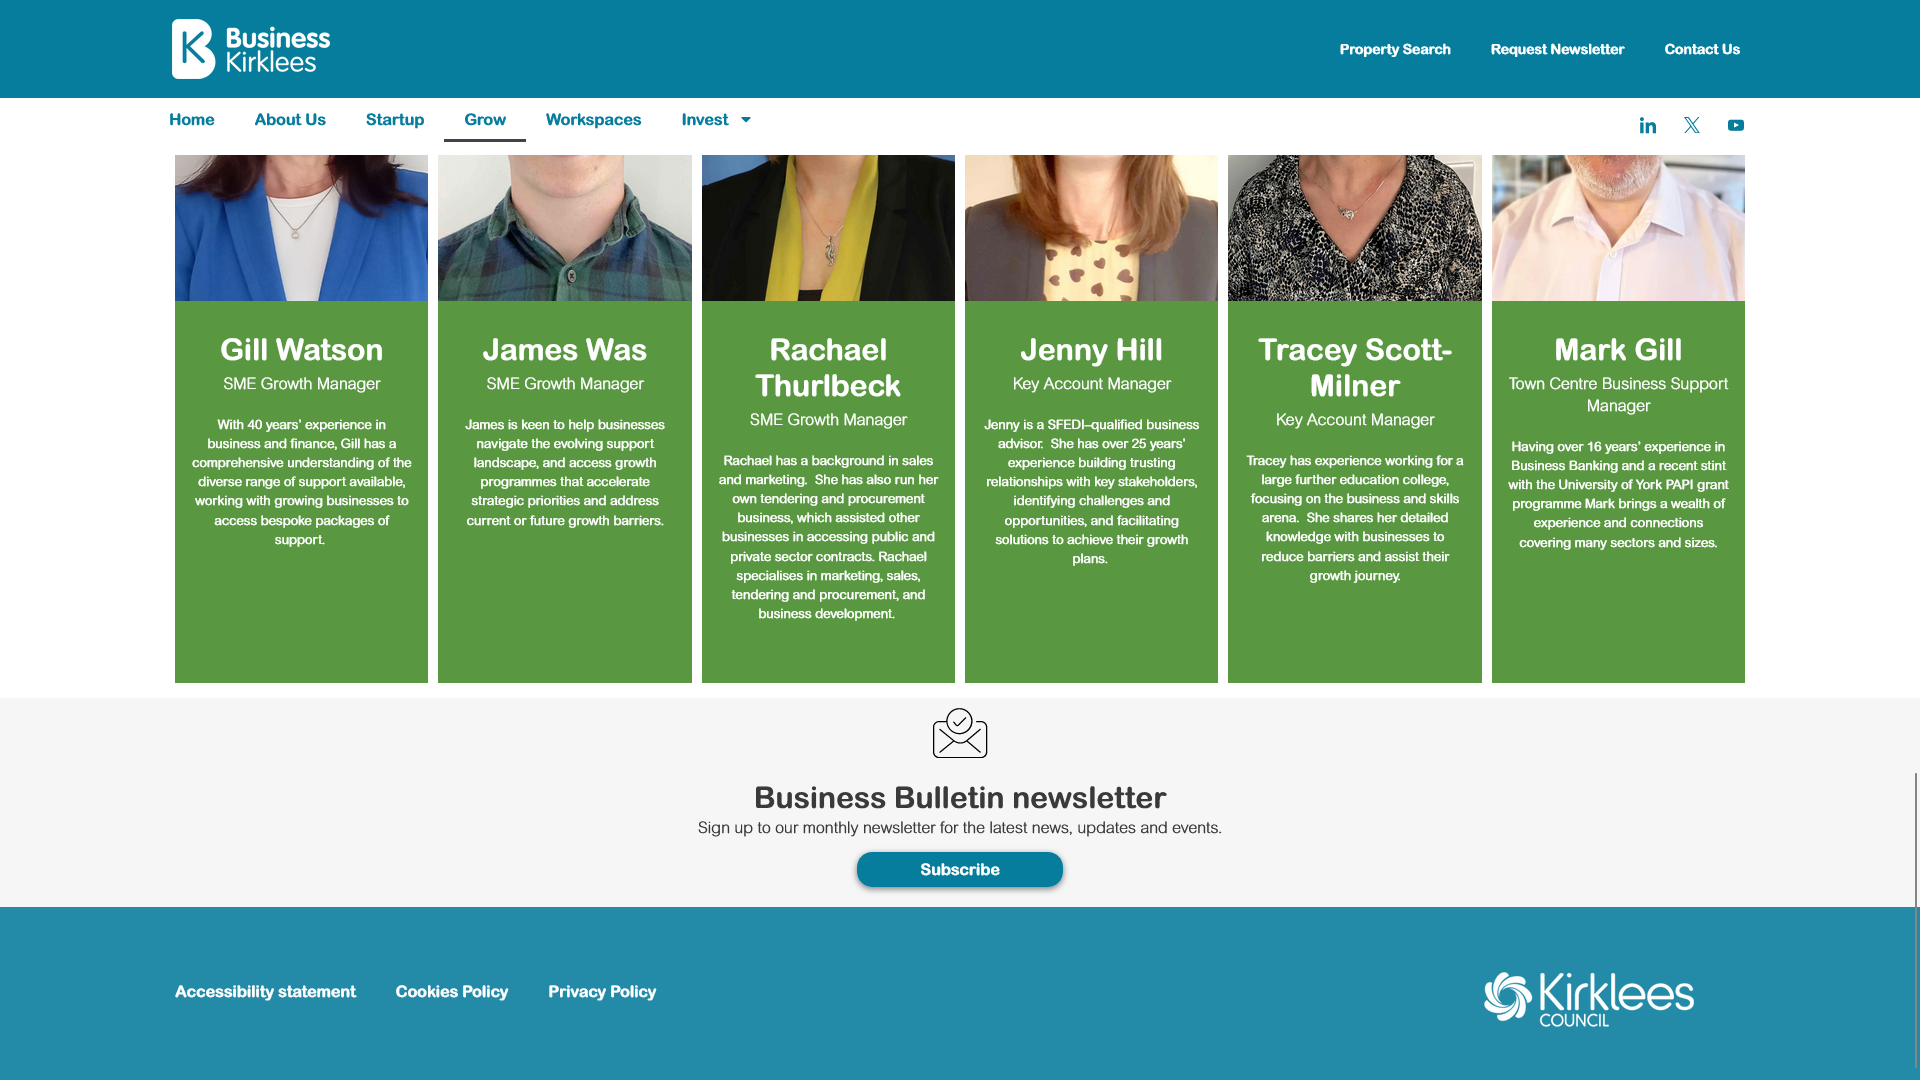 Business
Kirklees
Property Search
Request Newsletter
Contact Us
Home
About Us
Startup
Grow
Workspaces
Invest
Gill Watson
SME Growth Manager
With 40 years' experience in
business and finance, Gill has a
comprehensive understanding of the
diverse range of support available,
working with growing businesses to
access bespoke packages of
support.
James Was
SME Growth Manager
James is keen to help businesses
navigate the evolving support
landscape, and access growth
programmes that accelerate
strategic priorities and address
current or future growth barriers.
Rachael
Thurlbeck
SME Growth Manager
Rachael has a background in sales
and marketing.  She has also run her
own tendering and procurement
business, which assisted other
businesses in accessing public and
private sector contracts. Rachael
specialises in marketing, sales,
tendering and procurement, and
business development.
Jenny Hill
Key Account Manager
Jenny is a SFEDI–qualified business
advisor.  She has over 25 years'
experience building trusting
relationships with key stakeholders,
identifying challenges and
opportunities, and facilitating
solutions to achieve their growth
plans.
Tracey Scott-
Milner
Key Account Manager
Tracey has experience working for a
large further education college,
focusing on the business and skills
arena.  She shares her detailed
knowledge with businesses to
reduce barriers and assist their
growth journey.
Mark Gill
Town Centre Business Support
Manager
Having over 16 years' experience in
Business Banking and a recent stint
with the University of York PAPI grant
programme Mark brings a wealth of
experience and connections
covering many sectors and sizes.
Business Bulletin newsletter
Sign up to our monthly newsletter for the latest news, updates and events.
Subscribe
Accessibility statement
Cookies Policy
Privacy Policy
Kirklees
COUNCIL